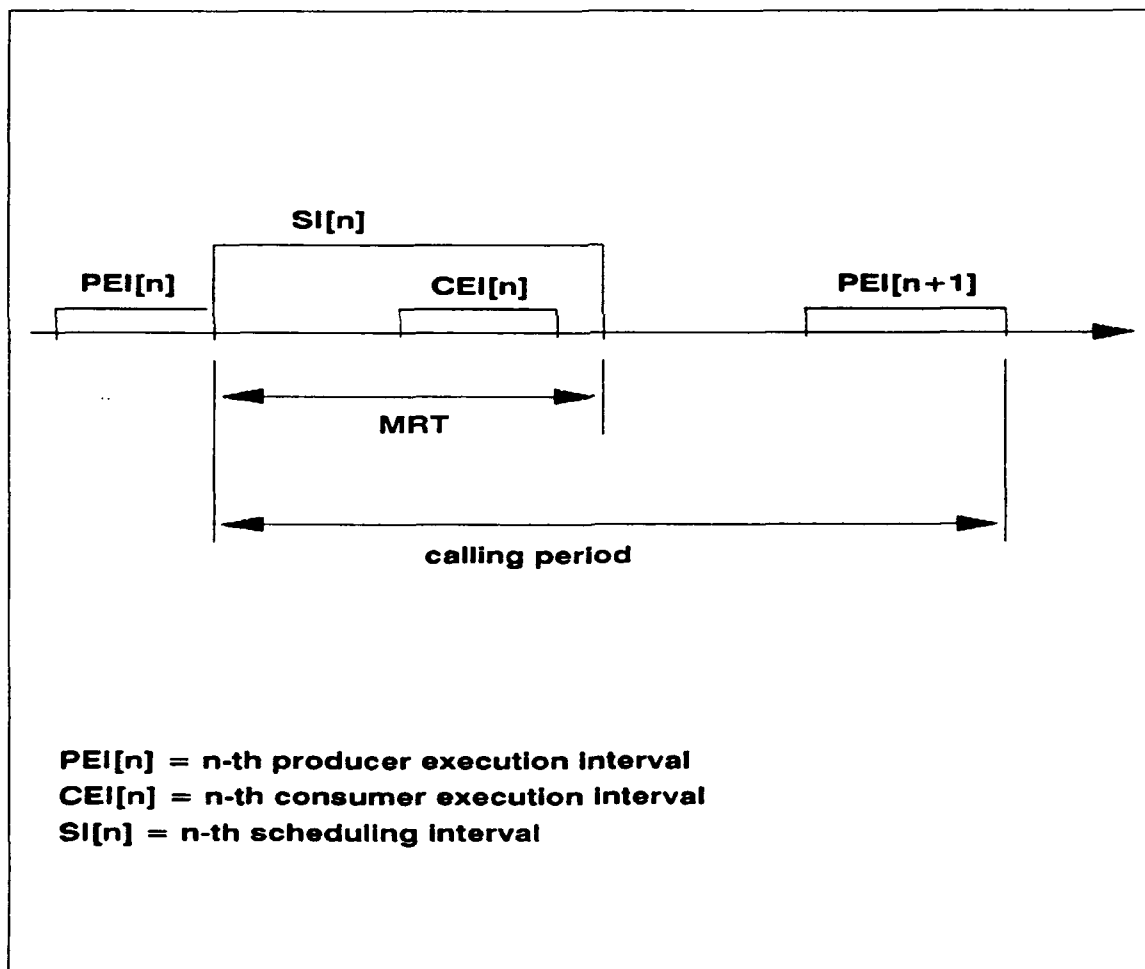 SI[n]
PEI[n]
CEI[n]
PEI[n+1]
MRT
calling period
PEI[n] = n-th producer execution interval
CEI[n] = n-th consumer execution interval
SI[n] = n-th scheduling interval